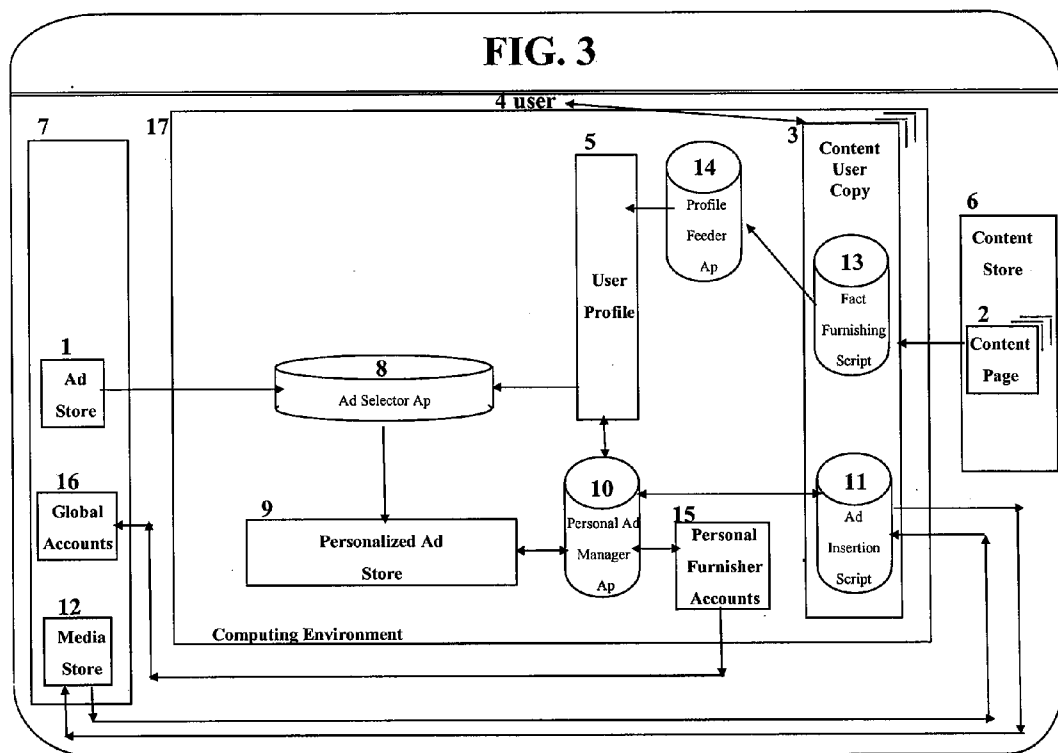 FIG. 3
4 user
7
17
3
Content
User
Copy
5
User
Profile
14
Profile
Feeder
Ap
6
Content
Store
13
Fact
Furnishing
Script
2
Content
Page
1
Ad
Store
8
Ad Selector Ap
16
Global
Accounts
9
Personalized Ad
Store
10
Personal Ad
Manager
Ap
15
Personal
Furnisher
Accounts
11
Ad
Insertion
Script
12
Media
Store
Computing Environment